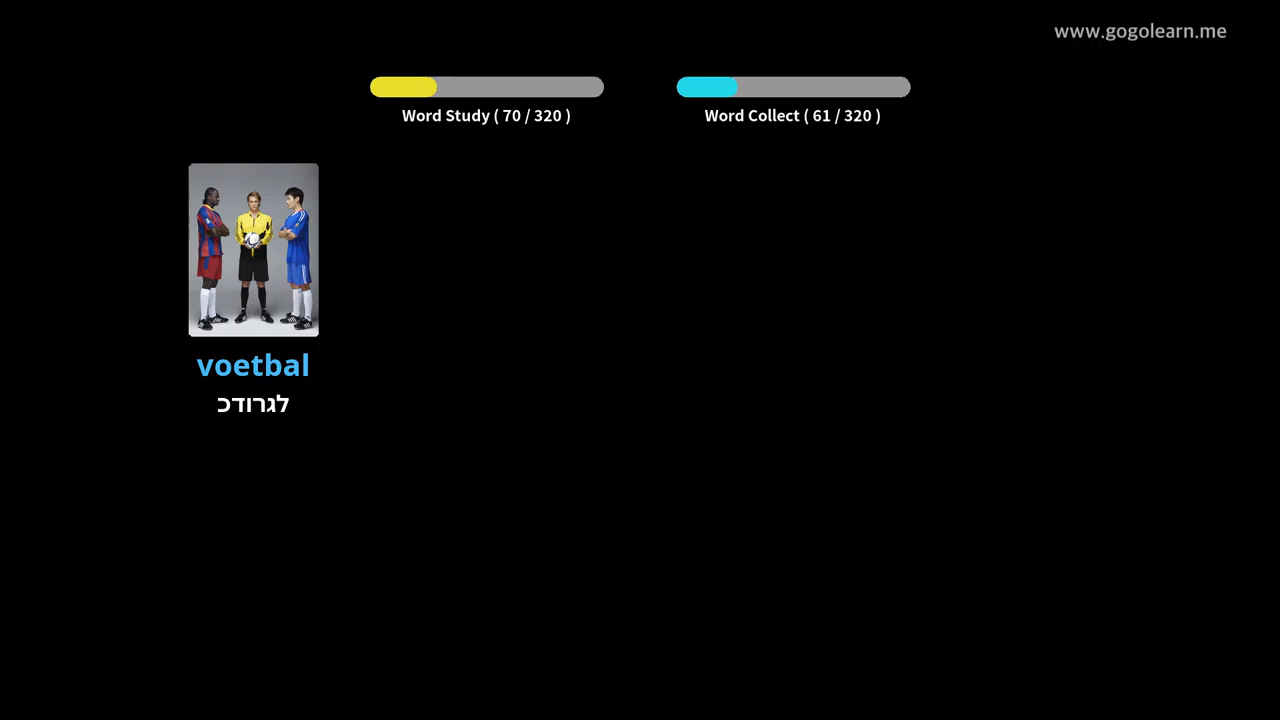 www.gogolearn.me
Word Study ( 70 / 320 )
Word Collect ( 61 / 320 )
voetbal
לגרודכ